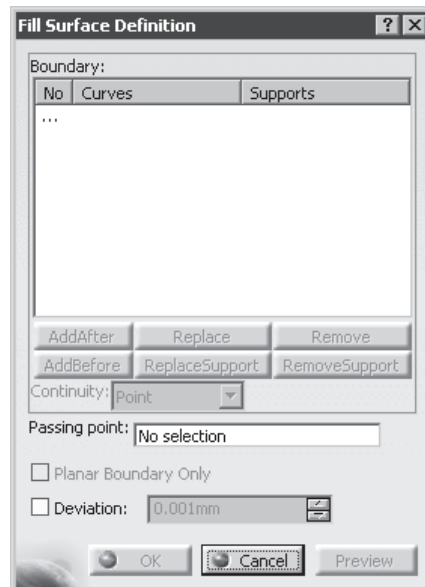 Fill Surface Definition ? X
Boundary:
No Curves Supports
...
AddAfter Replace Remove
AddBefore ReplaceSupport RemoveSupport
Continuity: Point
Passing point: No selection
Planar Boundary Only
Deviation: 0.001mm
OK Cancel Preview